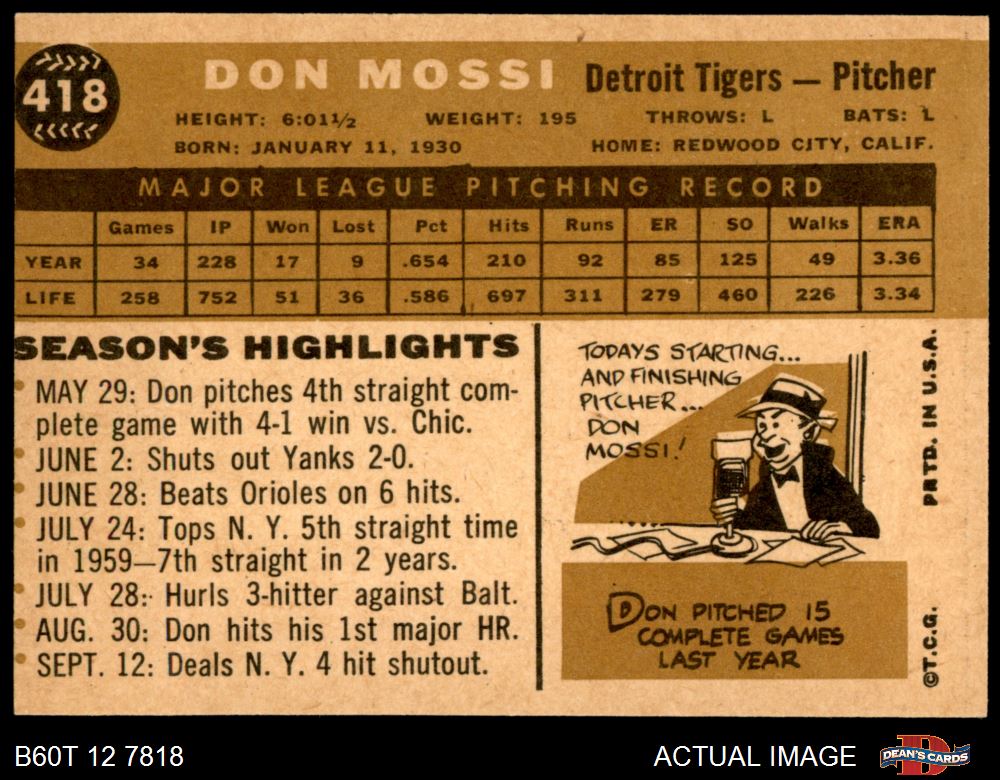 418
DON MOSSI Detroit Tigers — Pitcher
HEIGHT: 6:01½ WEIGHT: 195 THROWS: L BATS: L
BORN: JANUARY 11, 1930 HOME: REDWOOD CITY, CALIF.
MAJOR LEAGUE PITCHING RECORD
Games IP Won Lost Pct Hits Runs ER SO Walks ERA
YEAR 34 228 17 9 .654 210 92 85 125 49 3.36
LIFE 258 752 51 36 .586 697 311 279 460 226 3.34
SEASON'S HIGHLIGHTS
MAY 29: Don pitches 4th straight com-
plete game with 4-1 win vs. Chic.
JUNE 2: Shuts out Yanks 2-0.
JUNE 28: Beats Orioles on 6 hits.
JULY 24: Tops N. Y. 5th straight time
in 1959—7th straight in 2 years.
JULY 28: Hurls 3-hitter against Balt.
AUG. 30: Don hits his 1st major HR.
SEPT. 12: Deals N. Y. 4 hit shutout.
TODAYS STARTING...
AND FINISHING
PITCHER...
DON
MOSSI!
DON PITCHED 15
COMPLETE GAMES
LAST YEAR
©T.C.G. PRTD. IN U.S.A.
B60T 12 7818 ACTUAL IMAGE
DEAN'S CARDS